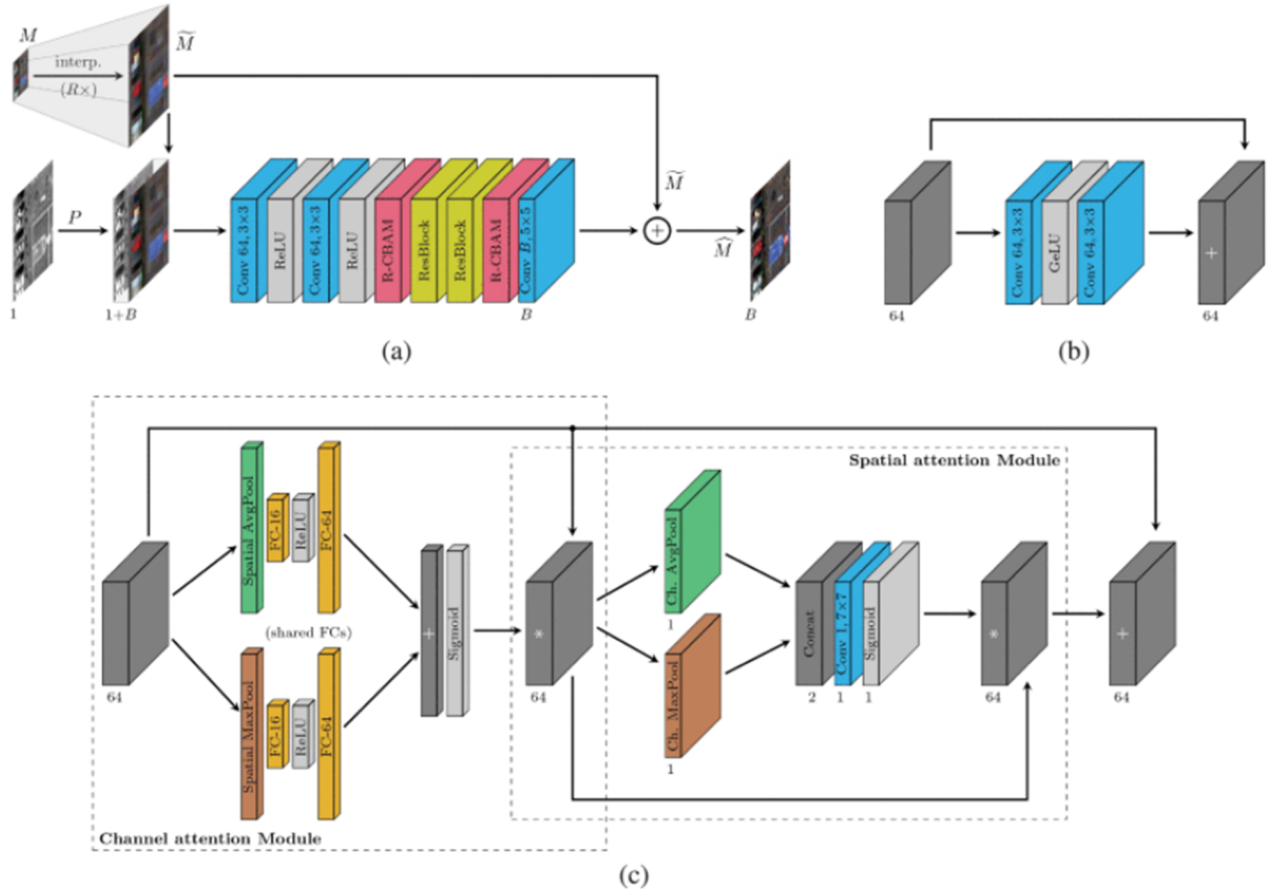 M
M̃
interp.
(R×)
M̃
P
Conv 64, 3×3
ReLU
Conv 64, 3×3
ReLU
R-CBAM
ResBlock
ResBlock
R-CBAM
Conv B, 5×5
+
M̂
1
1+B
B
B
(a)
Conv 64, 3×3
GeLU
Conv 64, 3×3
+
64
64
(b)
Spatial attention Module
Spatial AvgPool
FC-16
ReLU
FC-64
(shared FCs)
Spatial MaxPool
FC-16
ReLU
FC-64
+
Sigmoid
*
Ch. AvgPool
1
Ch. MaxPool
1
Concat
Conv 1, 7×7
Sigmoid
*
+
64
64
2
1
1
64
64
Channel attention Module
(c)